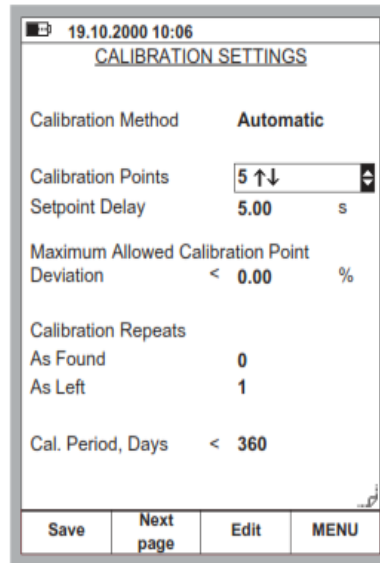 19.10.2000 10:06
CALIBRATION SETTINGS
Calibration Method Automatic
Calibration Points 5 ↑↓
Setpoint Delay 5.00 s
Maximum Allowed Calibration Point
Deviation < 0.00 %
Calibration Repeats
As Found 0
As Left 1
Cal. Period, Days < 360
Save Next page Edit MENU